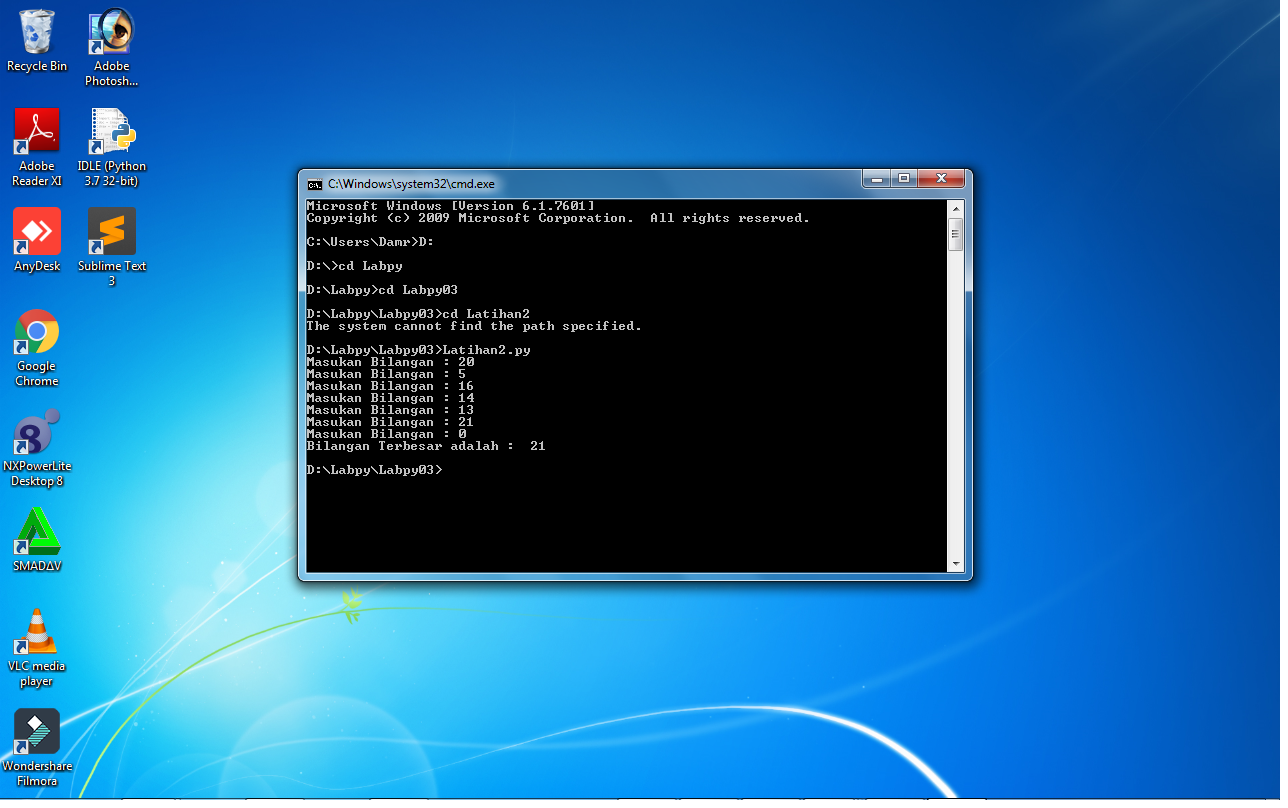 Recycle Bin
Adobe
Photosh...
Adobe
Reader XI
IDLE (Python
3.7 32-bit)
AnyDesk
Sublime Text
3
Google
Chrome
8
NXPowerLite
Desktop 8
SMADΔV
VLC media
player
Wondershare
Filmora
C:\Windows\system32\cmd.exe
Microsoft Windows [Version 6.1.7601]
Copyright (c) 2009 Microsoft Corporation.  All rights reserved.
C:\Users\Damr>D:
D:\>cd Labpy
D:\Labpy>cd Labpy03
D:\Labpy\Labpy03>cd Latihan2
The system cannot find the path specified.
D:\Labpy\Labpy03>Latihan2.py
Masukan Bilangan : 20
Masukan Bilangan : 5
Masukan Bilangan : 16
Masukan Bilangan : 14
Masukan Bilangan : 13
Masukan Bilangan : 21
Masukan Bilangan : 0
Bilangan Terbesar adalah :  21
D:\Labpy\Labpy03>